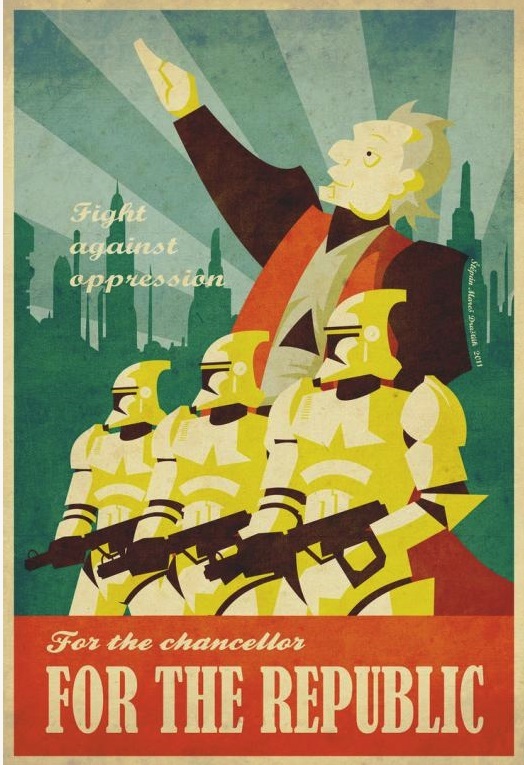 Fight
against
oppression
For the chancellor
FOR THE REPUBLIC